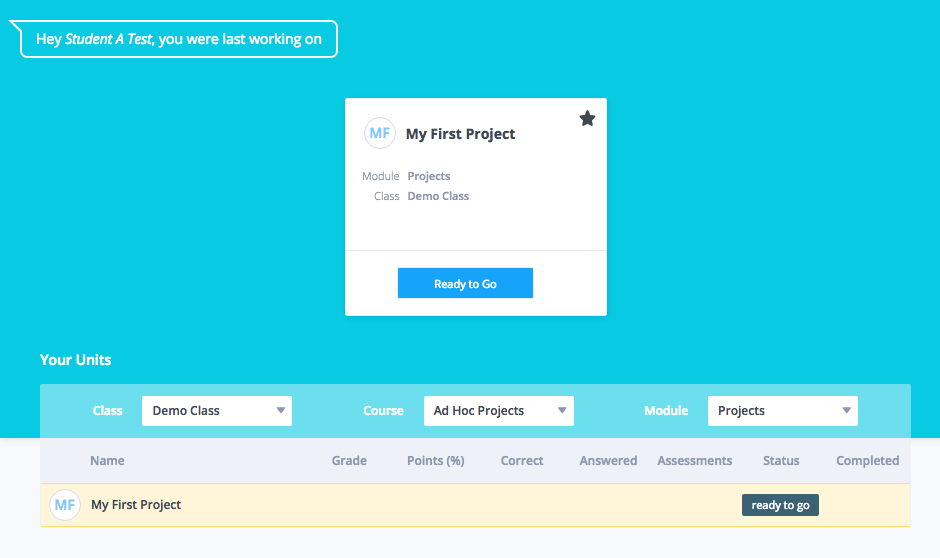 Hey Student A Test, you were last working on
MF My First Project
Module Projects
Class Demo Class
Ready to Go
Your Units
Class Demo Class Course Ad Hoc Projects Module Projects
Name Grade Points (%) Correct Answered Assessments Status Completed
MF My First Project ready to go